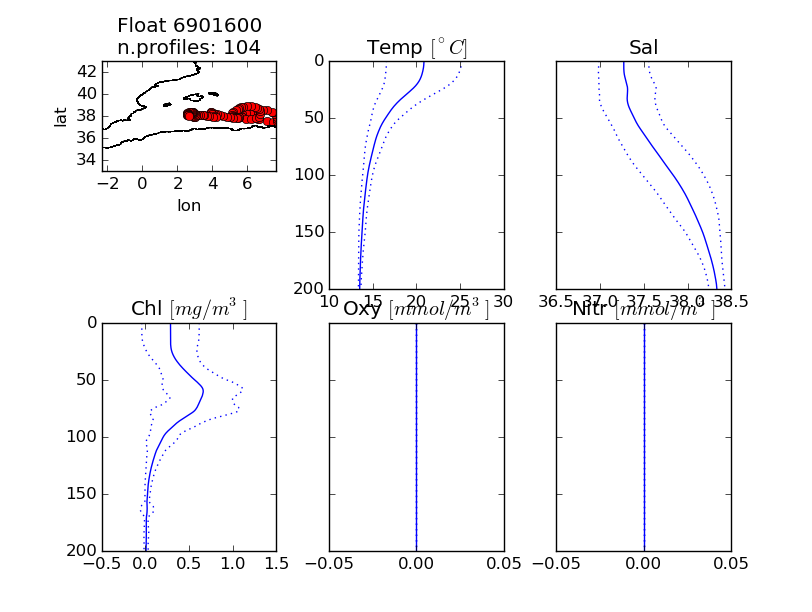 Float 6901600
n.profiles: 104
Temp [°C]
Sal
42
40
38
36
34
lat
−2 0 2 4 6
lon
0
50
100
150
200
10 15 20 25 30
36.5 37.0 37.5 38.0 38.5
Chl [mg/m³]
Oxy [mmol/m³]
Nitr [mmol/m³]
0
50
100
150
200
−0.5 0.0 0.5 1.0 1.5
−0.05 0.00 0.05
−0.05 0.00 0.05